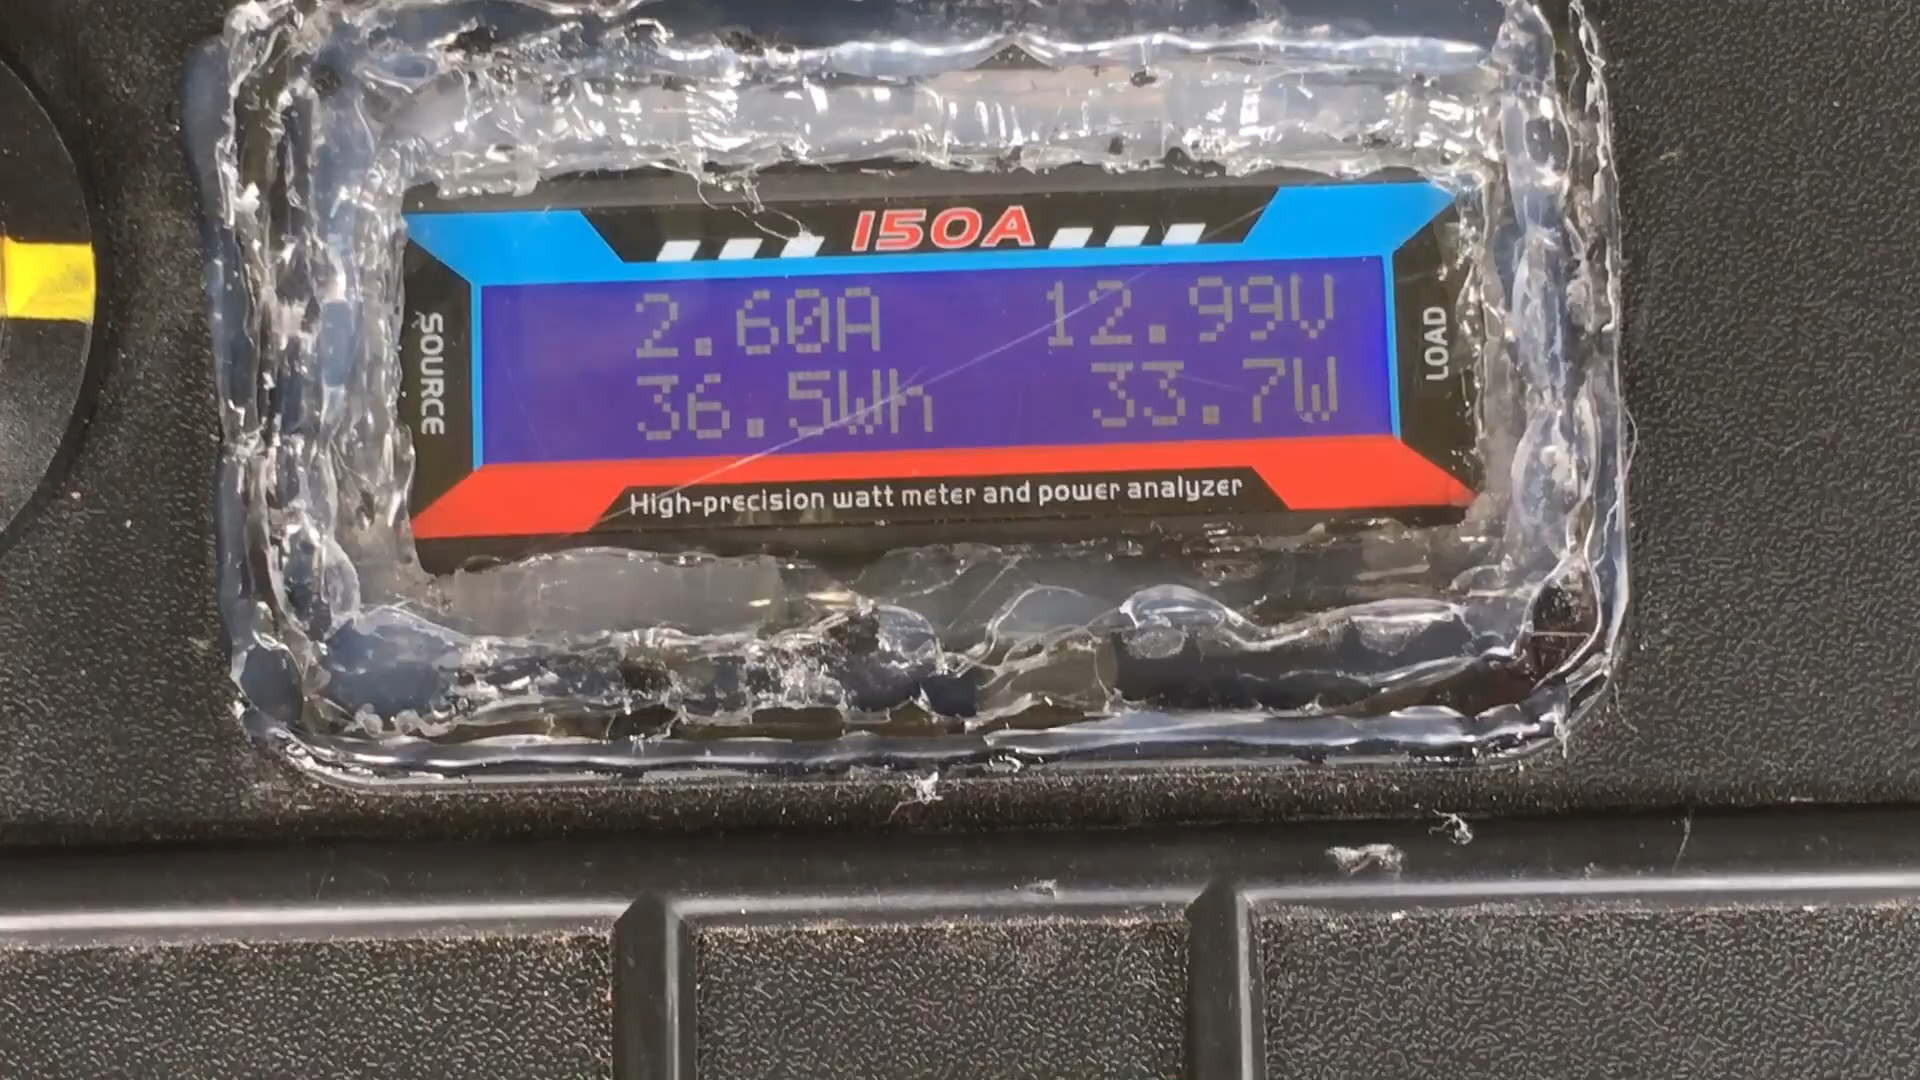 150A
2.60A 12.99V
36.5Wh 33.7W
SOURCE
LOAD
High-precision watt meter and power analyzer